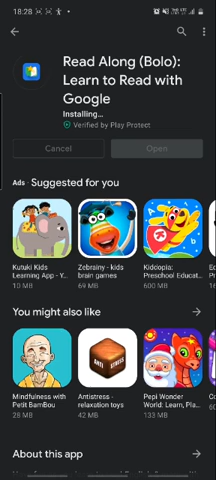 18:28
Read Along (Bolo):
Learn to Read with
Google
Installing...
Verified by Play Protect
Cancel
Open
Ads · Suggested for you
Kutuki Kids
Learning App - Y...
10 MB
Zebrainy - kids
brain games
69 MB
Kiddopia:
Preschool Educat...
600 MB
You might also like
ANTI
STRESS
Mindfulness with
Petit BamBou
28 MB
Antistress -
relaxation toys
42 MB
Pepi Wonder
World: Learn, Pla...
133 MB
About this app